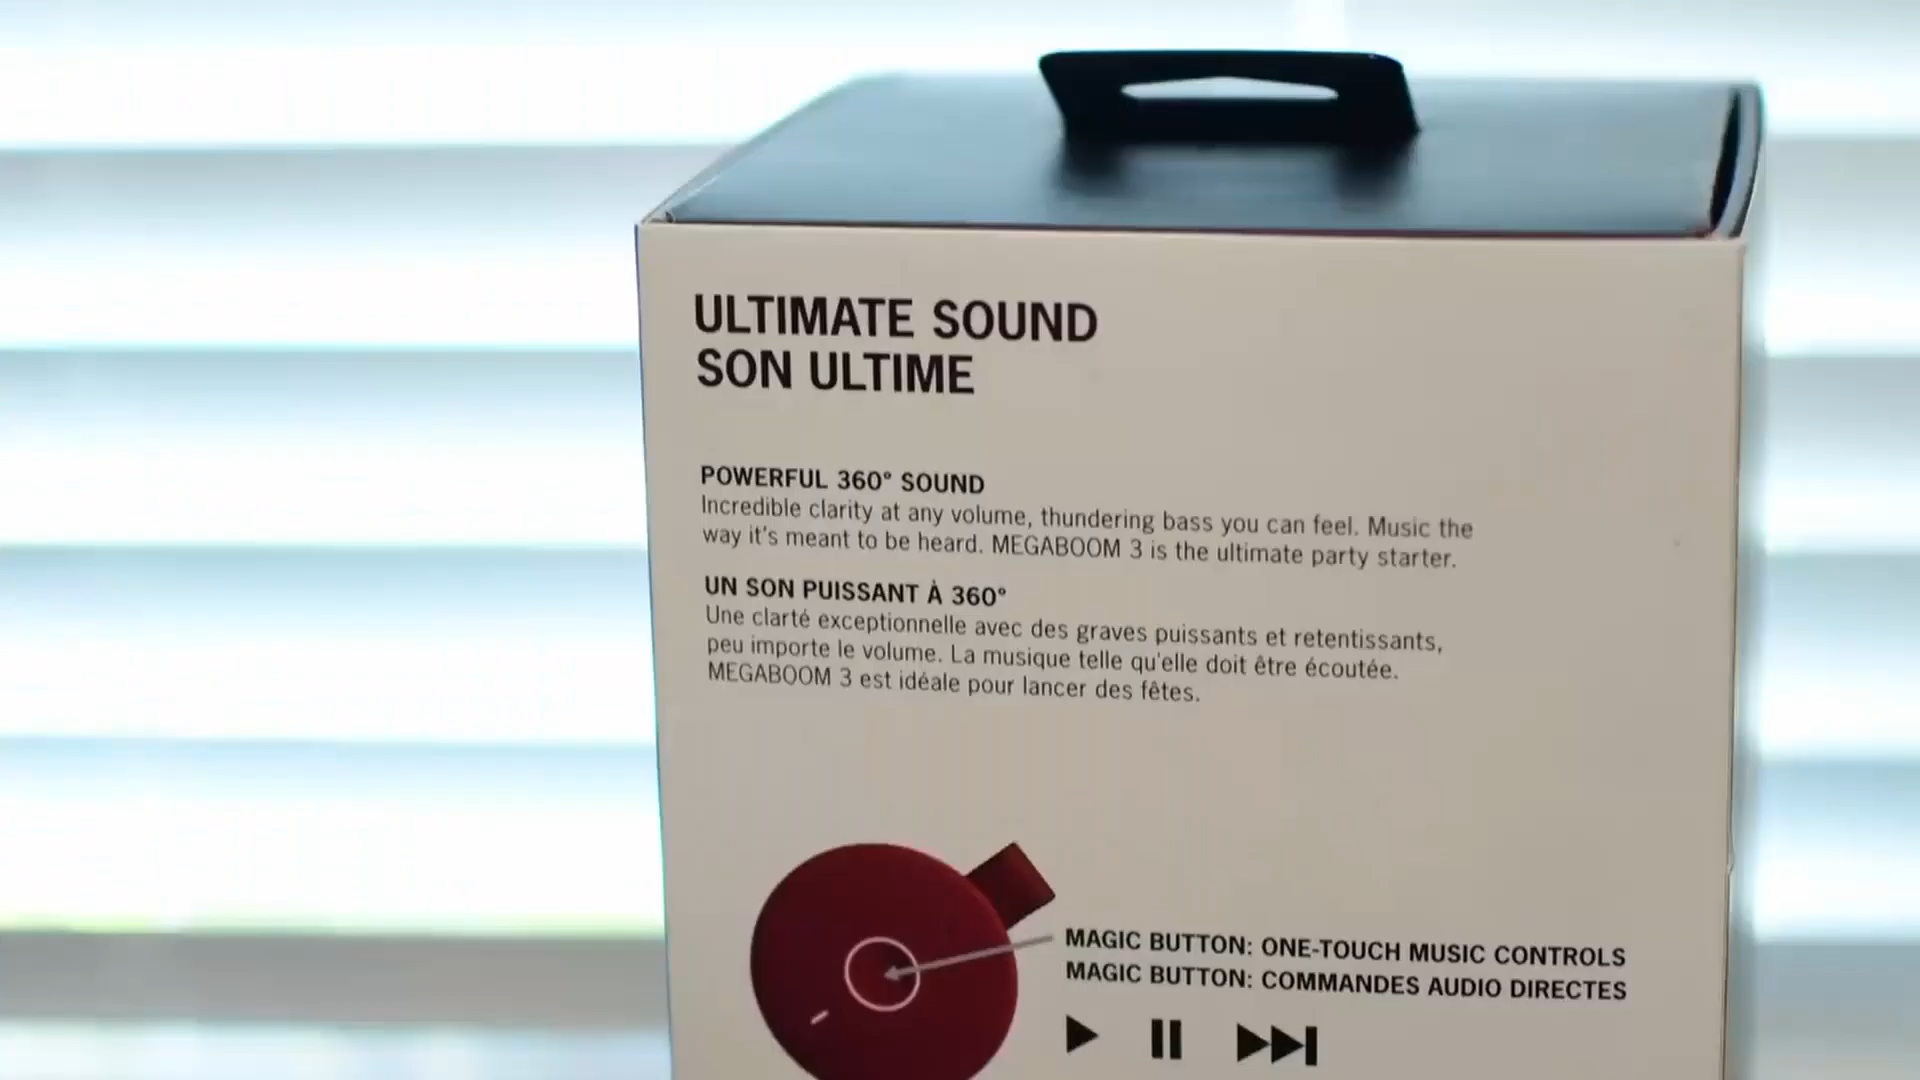 ULTIMATE SOUND
SON ULTIME
POWERFUL 360° SOUND
Incredible clarity at any volume, thundering bass you can feel. Music the
way it's meant to be heard. MEGABOOM 3 is the ultimate party starter.
UN SON PUISSANT À 360°
Une clarté exceptionnelle avec des graves puissants et retentissants,
peu importe le volume. La musique telle qu'elle doit être écoutée.
MEGABOOM 3 est idéale pour lancer des fêtes.
MAGIC BUTTON: ONE-TOUCH MUSIC CONTROLS
MAGIC BUTTON: COMMANDES AUDIO DIRECTES